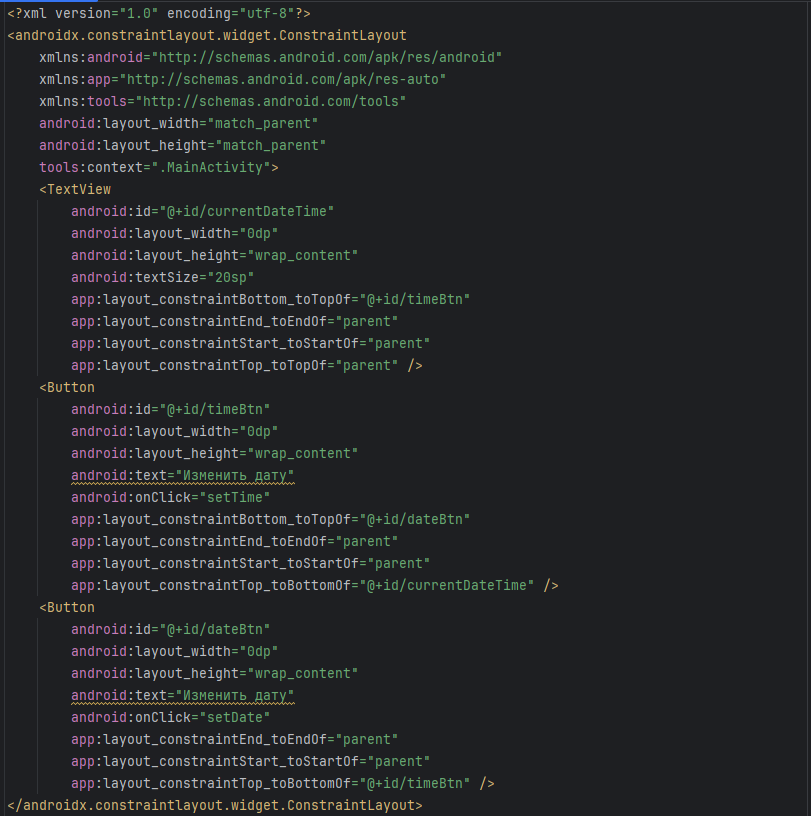 <?xml version="1.0" encoding="utf-8"?>
<androidx.constraintlayout.widget.ConstraintLayout
    xmlns:android="http://schemas.android.com/apk/res/android"
    xmlns:app="http://schemas.android.com/apk/res-auto"
    xmlns:tools="http://schemas.android.com/tools"
    android:layout_width="match_parent"
    android:layout_height="match_parent"
    tools:context=".MainActivity">
    <TextView
        android:id="@+id/currentDateTime"
        android:layout_width="0dp"
        android:layout_height="wrap_content"
        android:textSize="20sp"
        app:layout_constraintBottom_toTopOf="@+id/timeBtn"
        app:layout_constraintEnd_toEndOf="parent"
        app:layout_constraintStart_toStartOf="parent"
        app:layout_constraintTop_toTopOf="parent" />
    <Button
        android:id="@+id/timeBtn"
        android:layout_width="0dp"
        android:layout_height="wrap_content"
        android:text="Изменить дату"
        android:onClick="setTime"
        app:layout_constraintBottom_toTopOf="@+id/dateBtn"
        app:layout_constraintEnd_toEndOf="parent"
        app:layout_constraintStart_toStartOf="parent"
        app:layout_constraintTop_toBottomOf="@+id/currentDateTime" />
    <Button
        android:id="@+id/dateBtn"
        android:layout_width="0dp"
        android:layout_height="wrap_content"
        android:text="Изменить дату"
        android:onClick="setDate"
        app:layout_constraintEnd_toEndOf="parent"
        app:layout_constraintStart_toStartOf="parent"
        app:layout_constraintTop_toBottomOf="@+id/timeBtn" />
</androidx.constraintlayout.widget.ConstraintLayout>